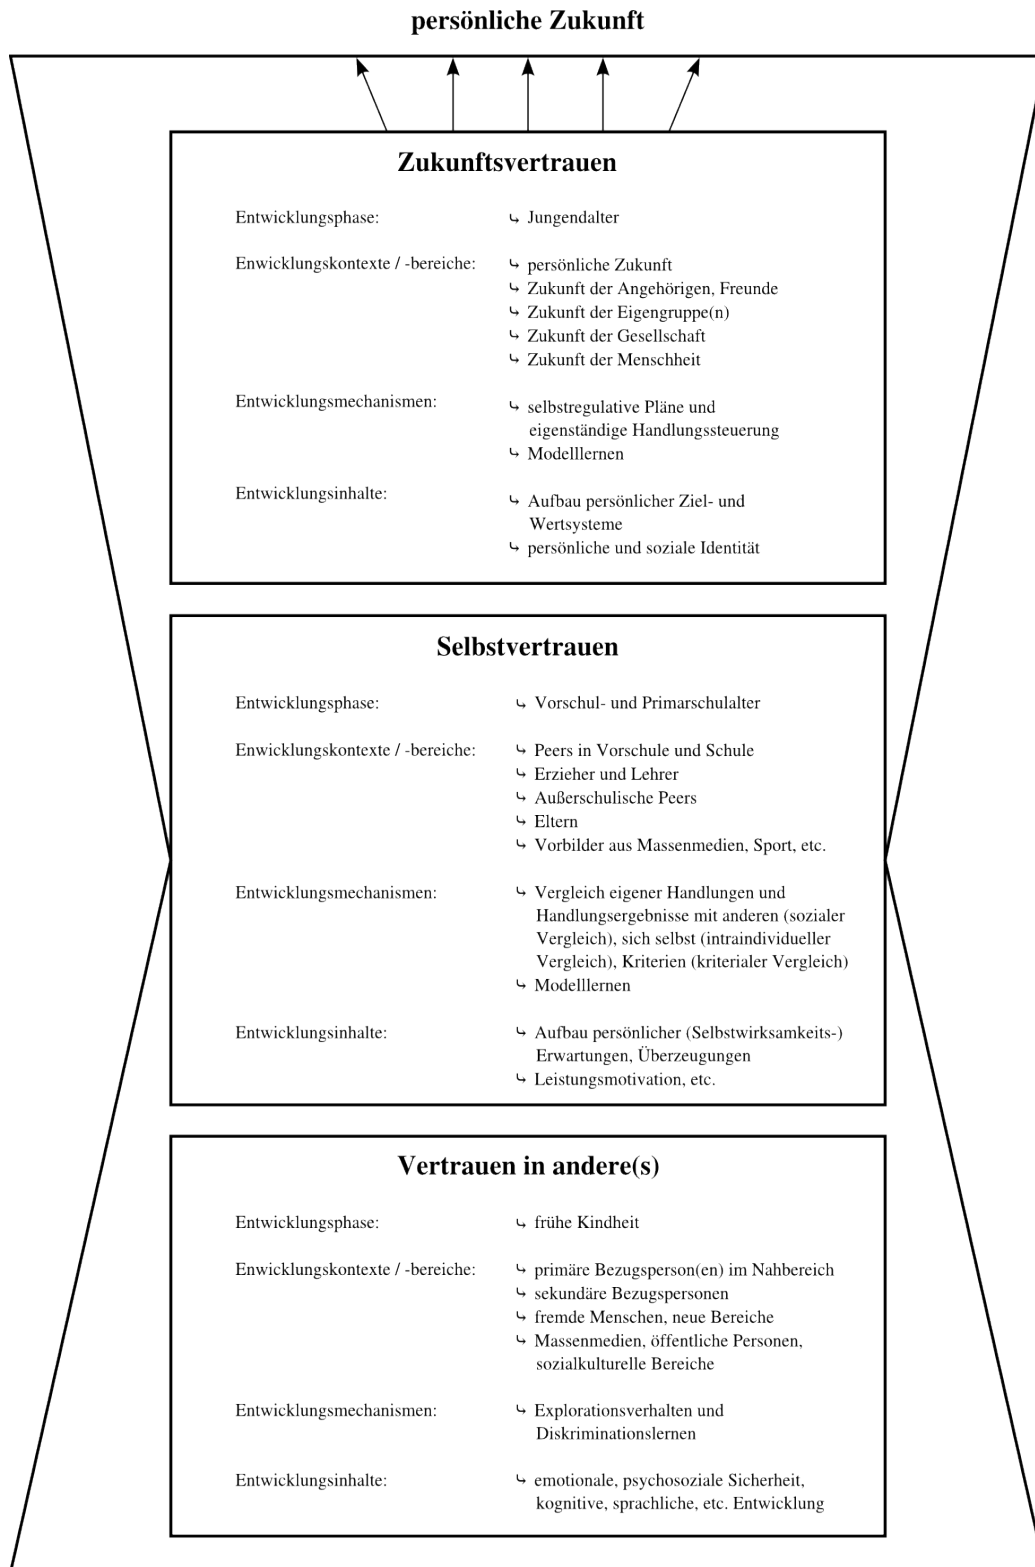 persönliche Zukunft
Zukunftsvertrauen
Entwicklungsphase: ↳ Jungendalter
Enwicklungskontexte / -bereiche: ↳ persönliche Zukunft
↳ Zukunft der Angehörigen, Freunde
↳ Zukunft der Eigengruppe(n)
↳ Zukunft der Gesellschaft
↳ Zukunft der Menschheit
Entwicklungsmechanismen: ↳ selbstregulative Pläne und
eigenständige Handlungssteuerung
↳ Modelllernen
Entwicklungsinhalte: ↳ Aufbau persönlicher Ziel- und
Wertsysteme
↳ persönliche und soziale Identität
Selbstvertrauen
Entwicklungsphase: ↳ Vorschul- und Primarschulalter
Enwicklungskontexte / -bereiche: ↳ Peers in Vorschule und Schule
↳ Erzieher und Lehrer
↳ Außerschulische Peers
↳ Eltern
↳ Vorbilder aus Massenmedien, Sport, etc.
Entwicklungsmechanismen: ↳ Vergleich eigener Handlungen und
Handlungsergebnisse mit anderen (sozialer
Vergleich), sich selbst (intraindividueller
Vergleich), Kriterien (kriterialer Vergleich)
↳ Modelllernen
Entwicklungsinhalte: ↳ Aufbau persönlicher (Selbstwirksamkeits-)
Erwartungen, Überzeugungen
↳ Leistungsmotivation, etc.
Vertrauen in andere(s)
Entwicklungsphase: ↳ frühe Kindheit
Enwicklungskontexte / -bereiche: ↳ primäre Bezugsperson(en) im Nahbereich
↳ sekundäre Bezugspersonen
↳ fremde Menschen, neue Bereiche
↳ Massenmedien, öffentliche Personen,
sozialkulturelle Bereiche
Entwicklungsmechanismen: ↳ Explorationsverhalten und
Diskriminationslernen
Entwicklungsinhalte: ↳ emotionale, psychosoziale Sicherheit,
kognitive, sprachliche, etc. Entwicklung